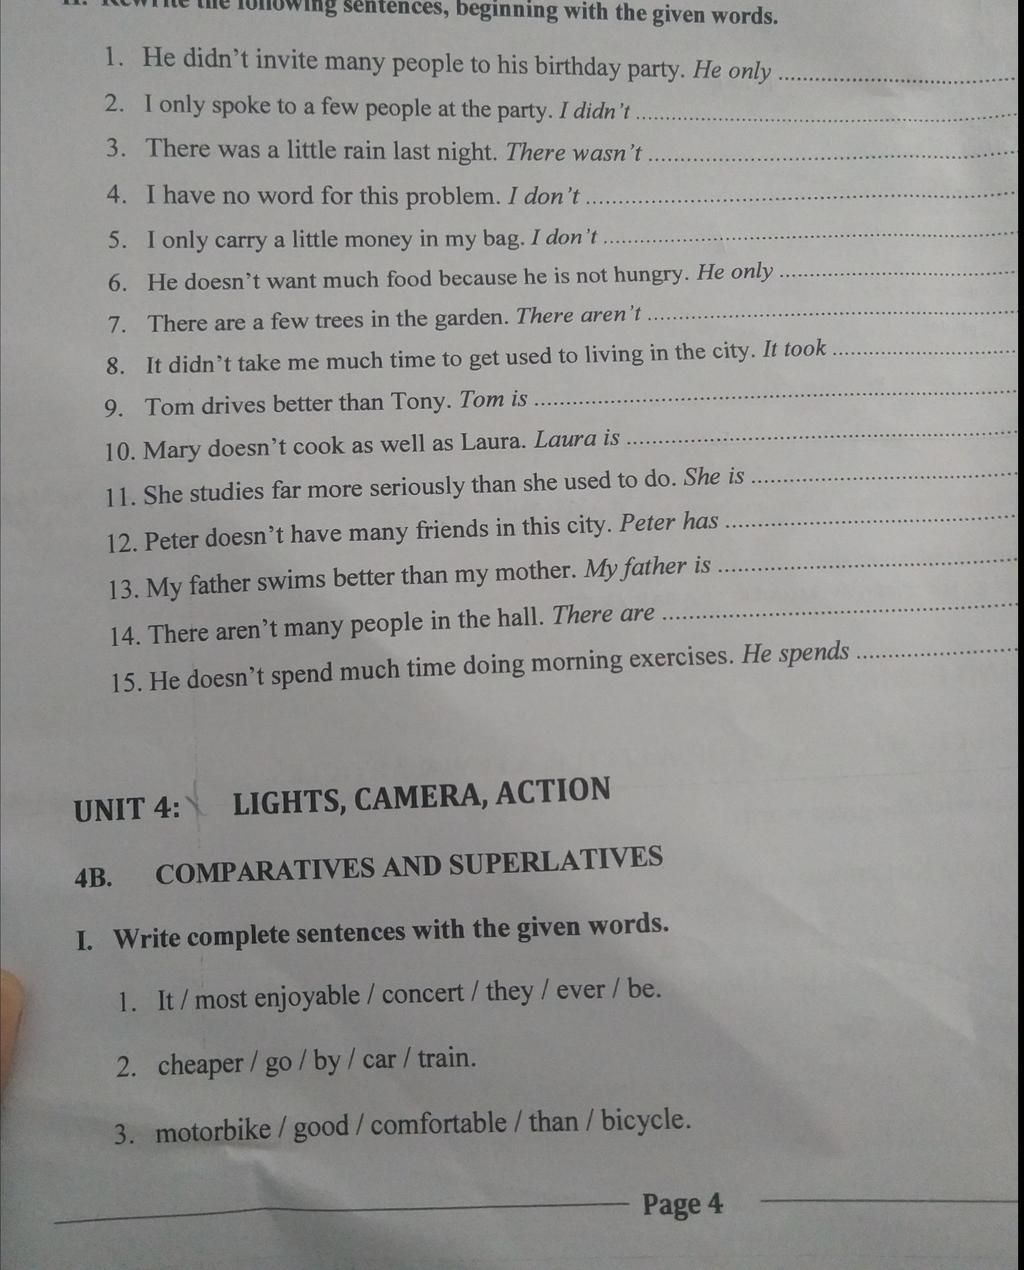 II. Rewrite the following sentences, beginning with the given words.
1. He didn't invite many people to his birthday party. He only ..............................
2. I only spoke to a few people at the party. I didn't ..............................
3. There was a little rain last night. There wasn't ..............................
4. I have no word for this problem. I don't ..............................
5. I only carry a little money in my bag. I don't ..............................
6. He doesn't want much food because he is not hungry. He only ..............................
7. There are a few trees in the garden. There aren't ..............................
8. It didn't take me much time to get used to living in the city. It took ..............................
9. Tom drives better than Tony. Tom is ..............................
10. Mary doesn't cook as well as Laura. Laura is ..............................
11. She studies far more seriously than she used to do. She is ..............................
12. Peter doesn't have many friends in this city. Peter has ..............................
13. My father swims better than my mother. My father is ..............................
14. There aren't many people in the hall. There are ..............................
15. He doesn't spend much time doing morning exercises. He spends ..............................
UNIT 4: LIGHTS, CAMERA, ACTION
4B. COMPARATIVES AND SUPERLATIVES
I. Write complete sentences with the given words.
1. It / most enjoyable / concert / they / ever / be.
2. cheaper / go / by / car / train.
3. motorbike / good / comfortable / than / bicycle.
Page 4